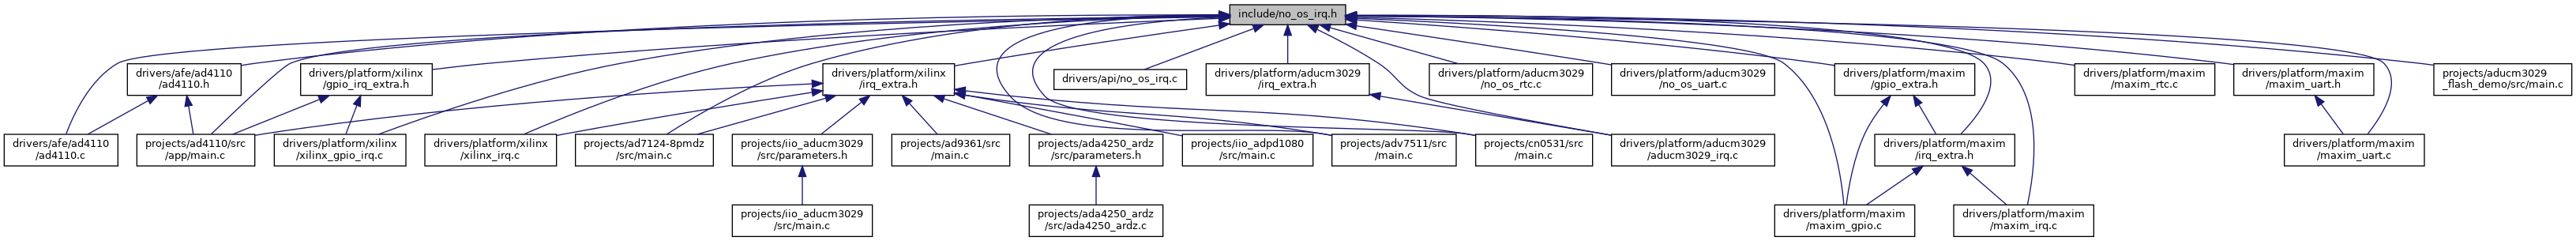 include/no_os_irq.h
drivers/afe/ad4110
/ad4110.h
drivers/platform/xilinx
/gpio_irq_extra.h
drivers/platform/xilinx
/irq_extra.h
drivers/api/no_os_irq.c
drivers/platform/aducm3029
/irq_extra.h
drivers/platform/aducm3029
/no_os_rtc.c
drivers/platform/aducm3029
/no_os_uart.c
drivers/platform/maxim
/gpio_extra.h
drivers/platform/maxim
/maxim_rtc.c
drivers/platform/maxim
/maxim_uart.h
projects/aducm3029
_flash_demo/src/main.c
drivers/afe/ad4110
/ad4110.c
projects/ad4110/src
/app/main.c
drivers/platform/xilinx
/xilinx_gpio_irq.c
drivers/platform/xilinx
/xilinx_irq.c
projects/ad7124-8pmdz
/src/main.c
projects/iio_aducm3029
/src/parameters.h
projects/ad9361/src
/main.c
projects/ada4250_ardz
/src/parameters.h
projects/iio_adpd1080
/src/main.c
projects/adv7511/src
/main.c
projects/cn0531/src
/main.c
drivers/platform/aducm3029
/aducm3029_irq.c
drivers/platform/maxim
/irq_extra.h
drivers/platform/maxim
/maxim_uart.c
projects/iio_aducm3029
/src/main.c
projects/ada4250_ardz
/src/ada4250_ardz.c
drivers/platform/maxim
/maxim_gpio.c
drivers/platform/maxim
/maxim_irq.c